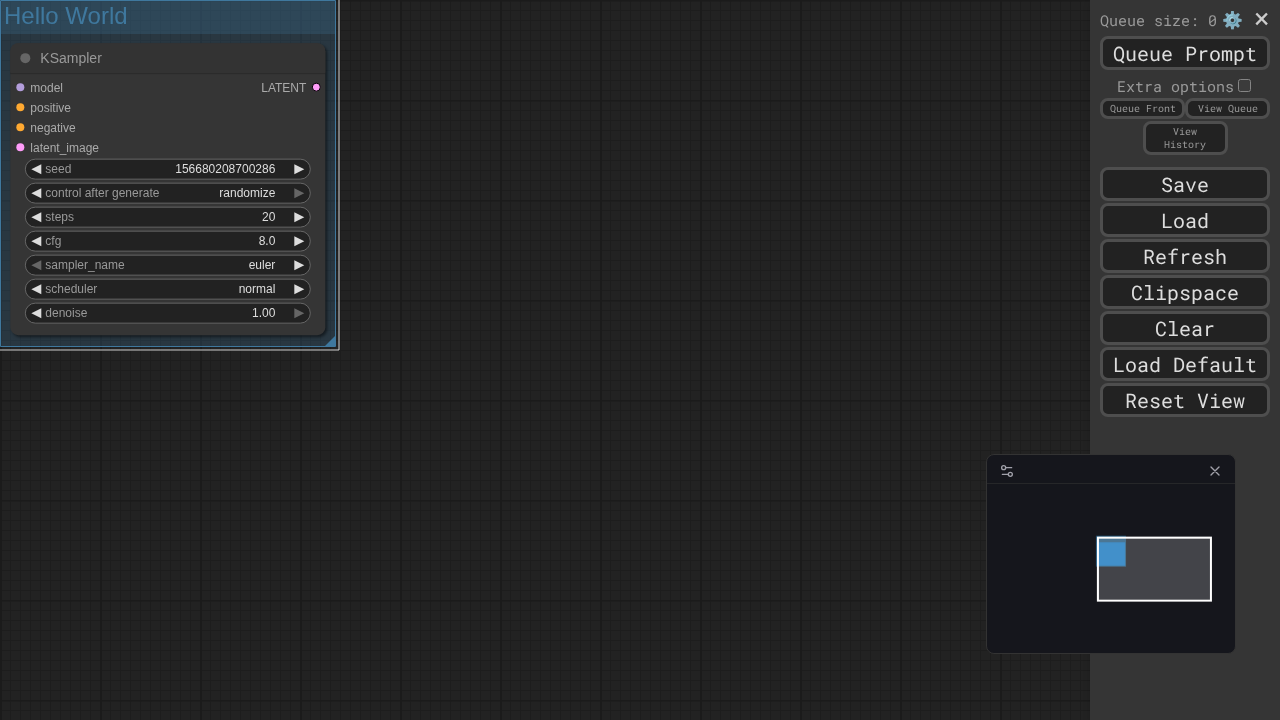 Hello World
KSampler
model LATENT
positive
negative
latent_image
seed 156680208700286
control after generate randomize
steps 20
cfg 8.0
sampler_name euler
scheduler normal
denoise 1.00
Queue size: 0
Queue Prompt
Extra options
Queue Front View Queue
View
History
Save
Load
Refresh
Clipspace
Clear
Load Default
Reset View